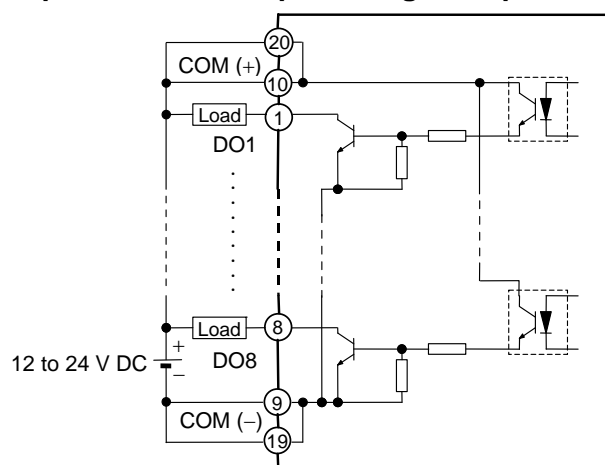 20
COM (+)
10
Load
1
DO1
Load
8
+
12 to 24 V DC
DO8
−
9
COM (−)
19